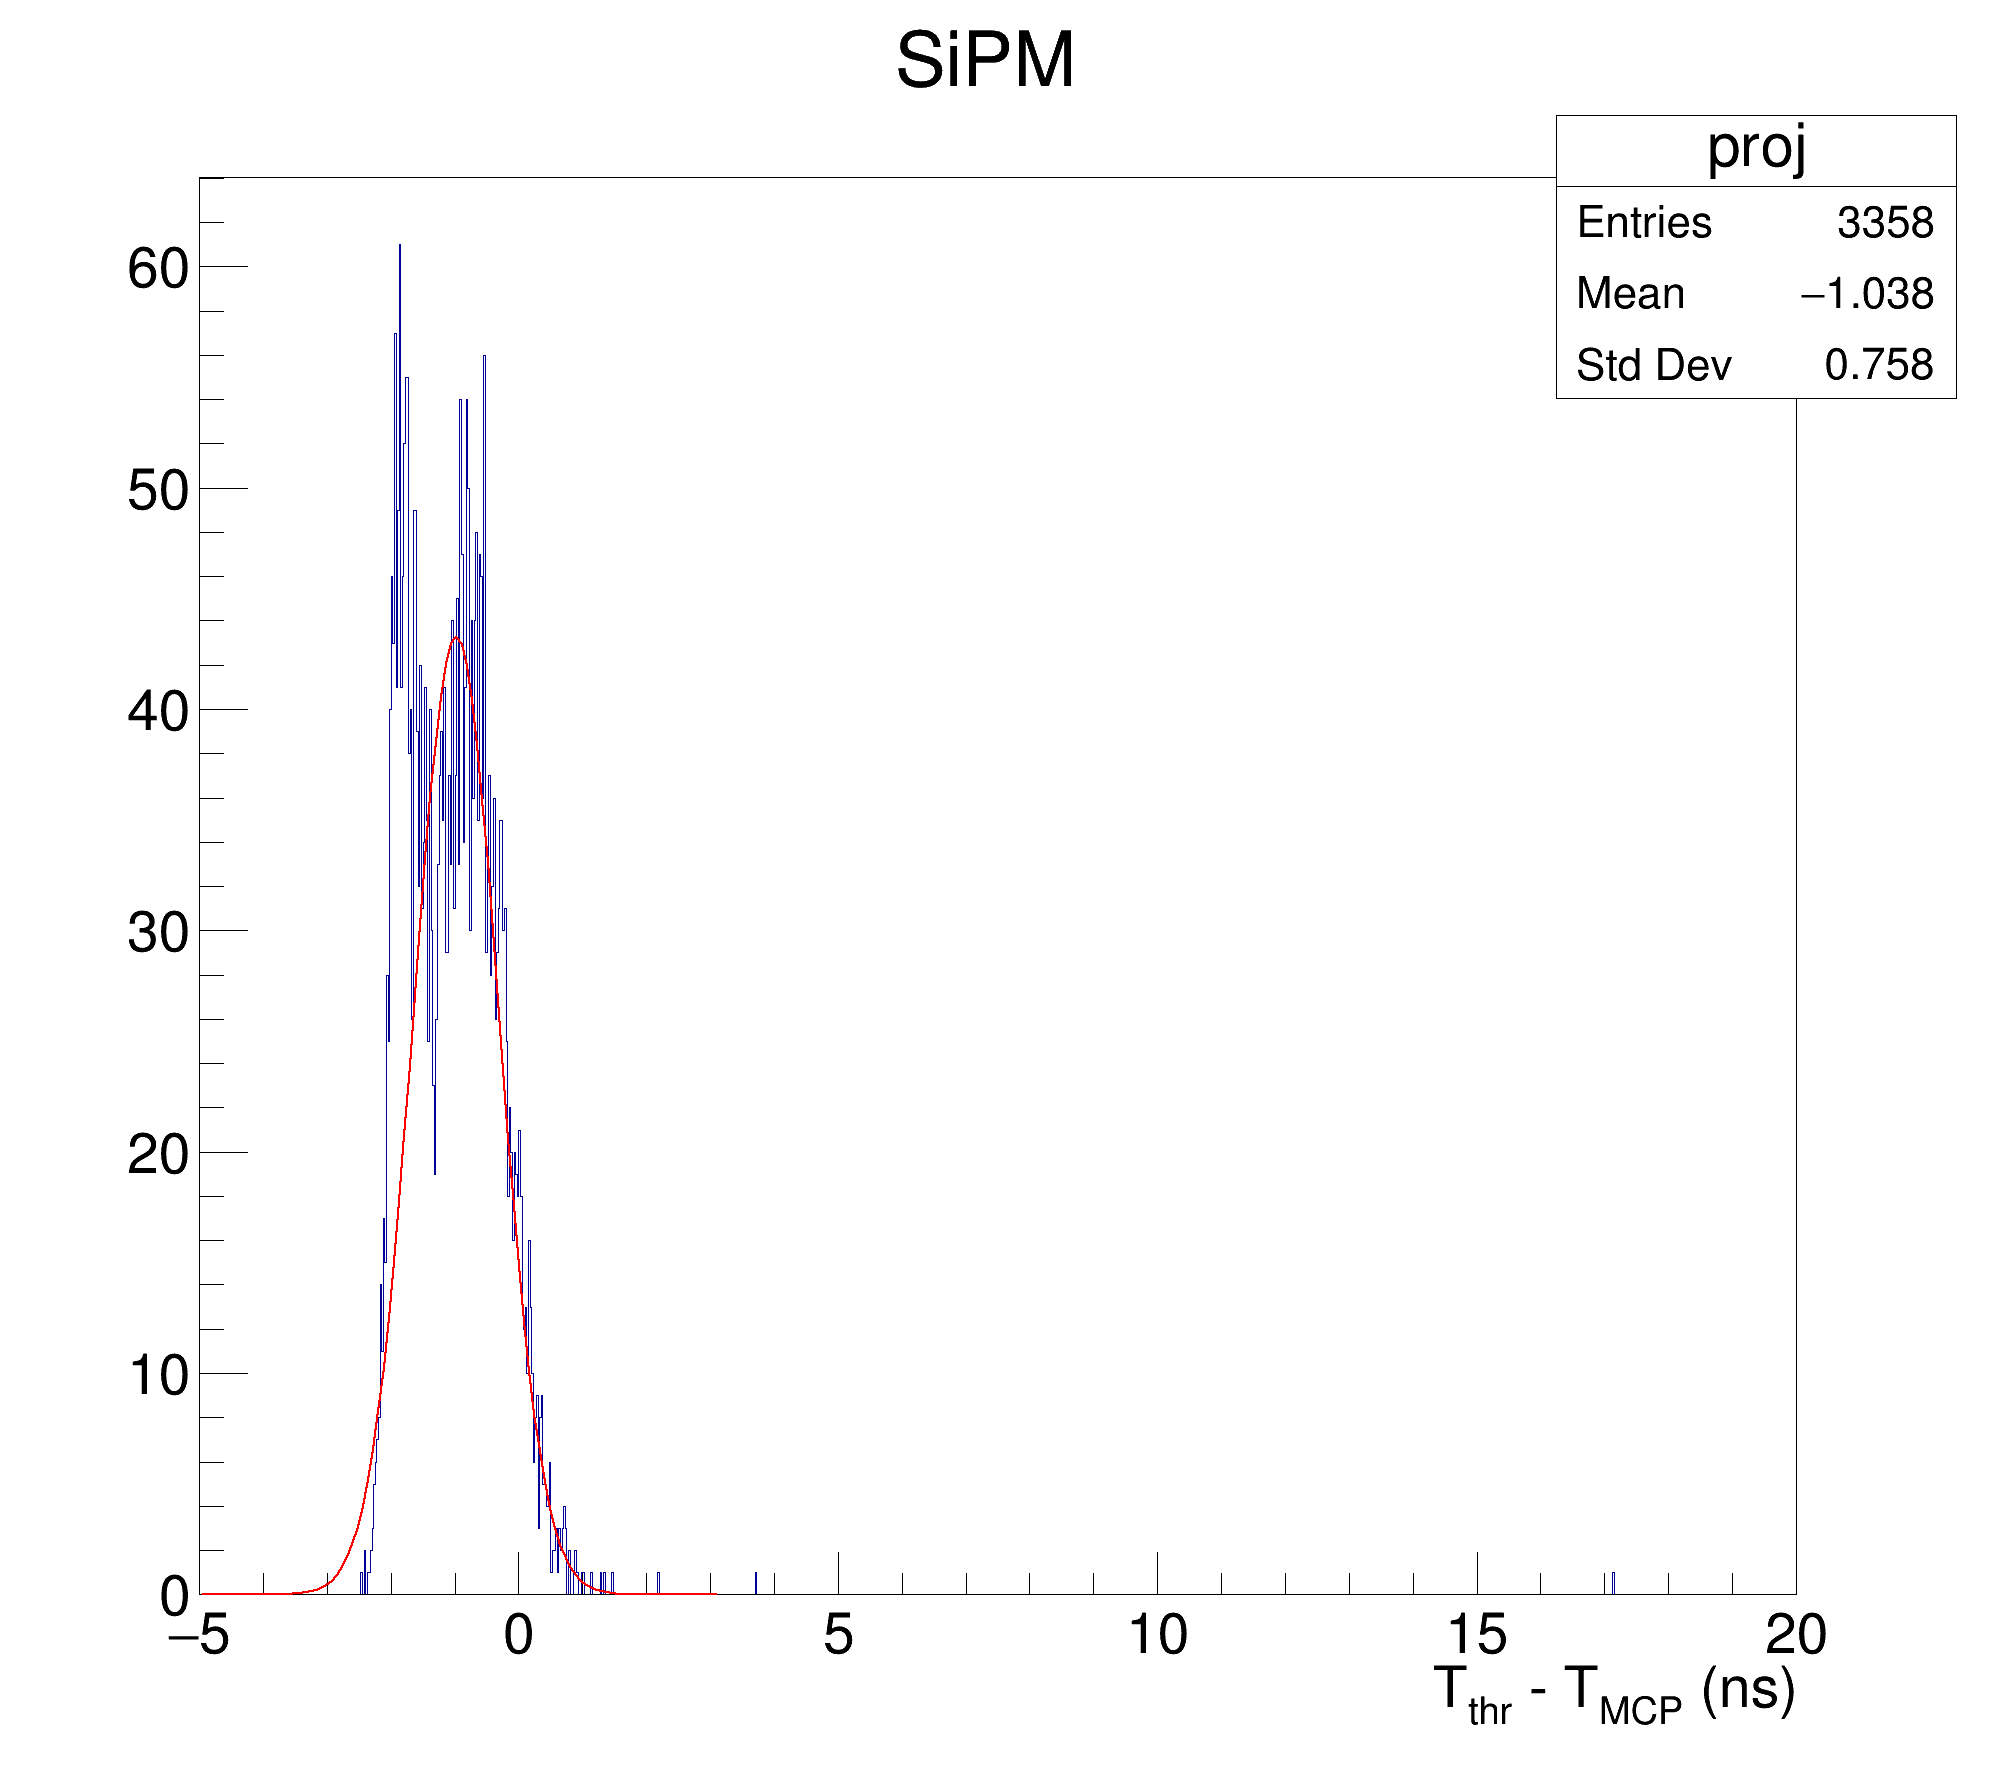 SiPM
proj
Entries 3358
Mean −1.038
Std Dev 0.758
60
50
40
30
20
10
0
−5 0 5 10 15 20
T_thr - T_MCP (ns)